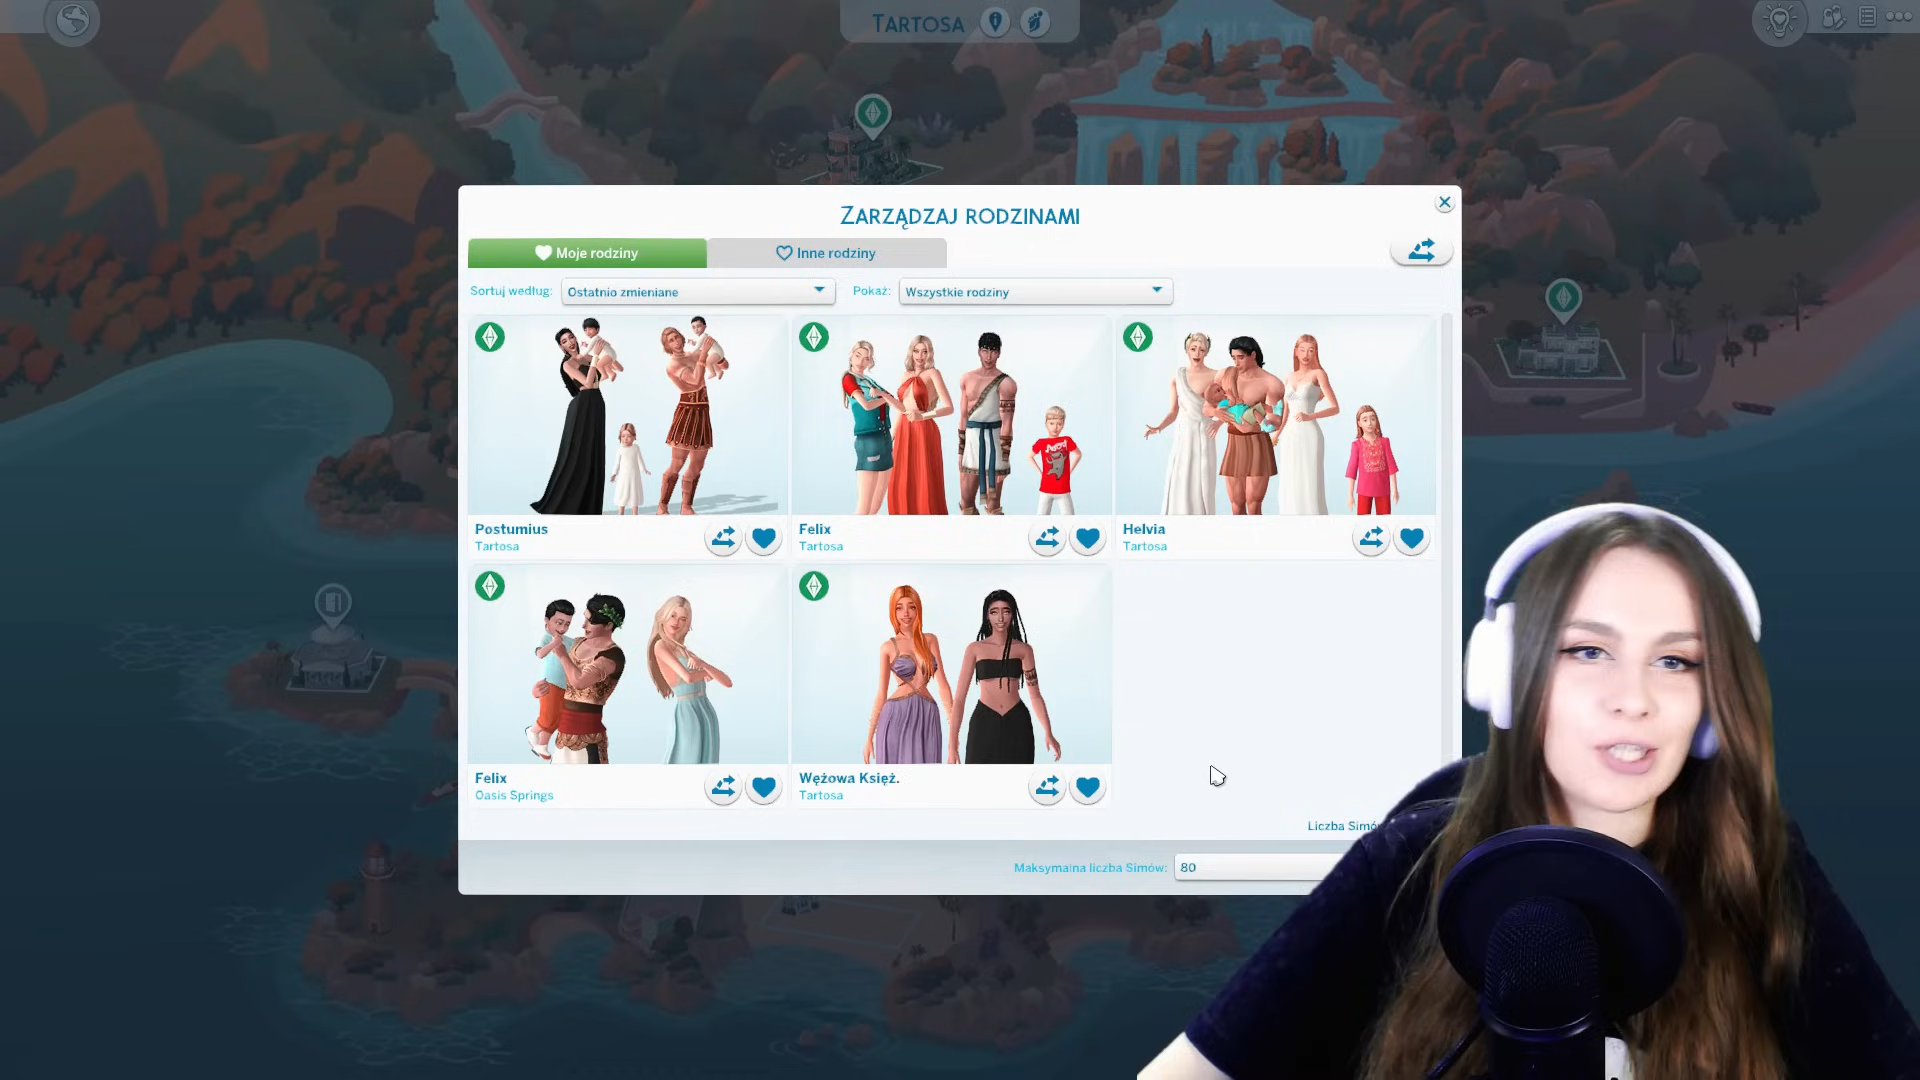 TARTOSA
ZARZĄDZAJ RODZINAMI
Moje rodziny
Inne rodziny
Sortuj według:
Ostatnio zmieniane
Pokaż:
Wszystkie rodziny
Postumius
Tartosa
Felix
Tartosa
Helvia
Tartosa
Felix
Oasis Springs
Wężowa Księż.
Tartosa
Liczba
Maksymalna liczba Simów:
80